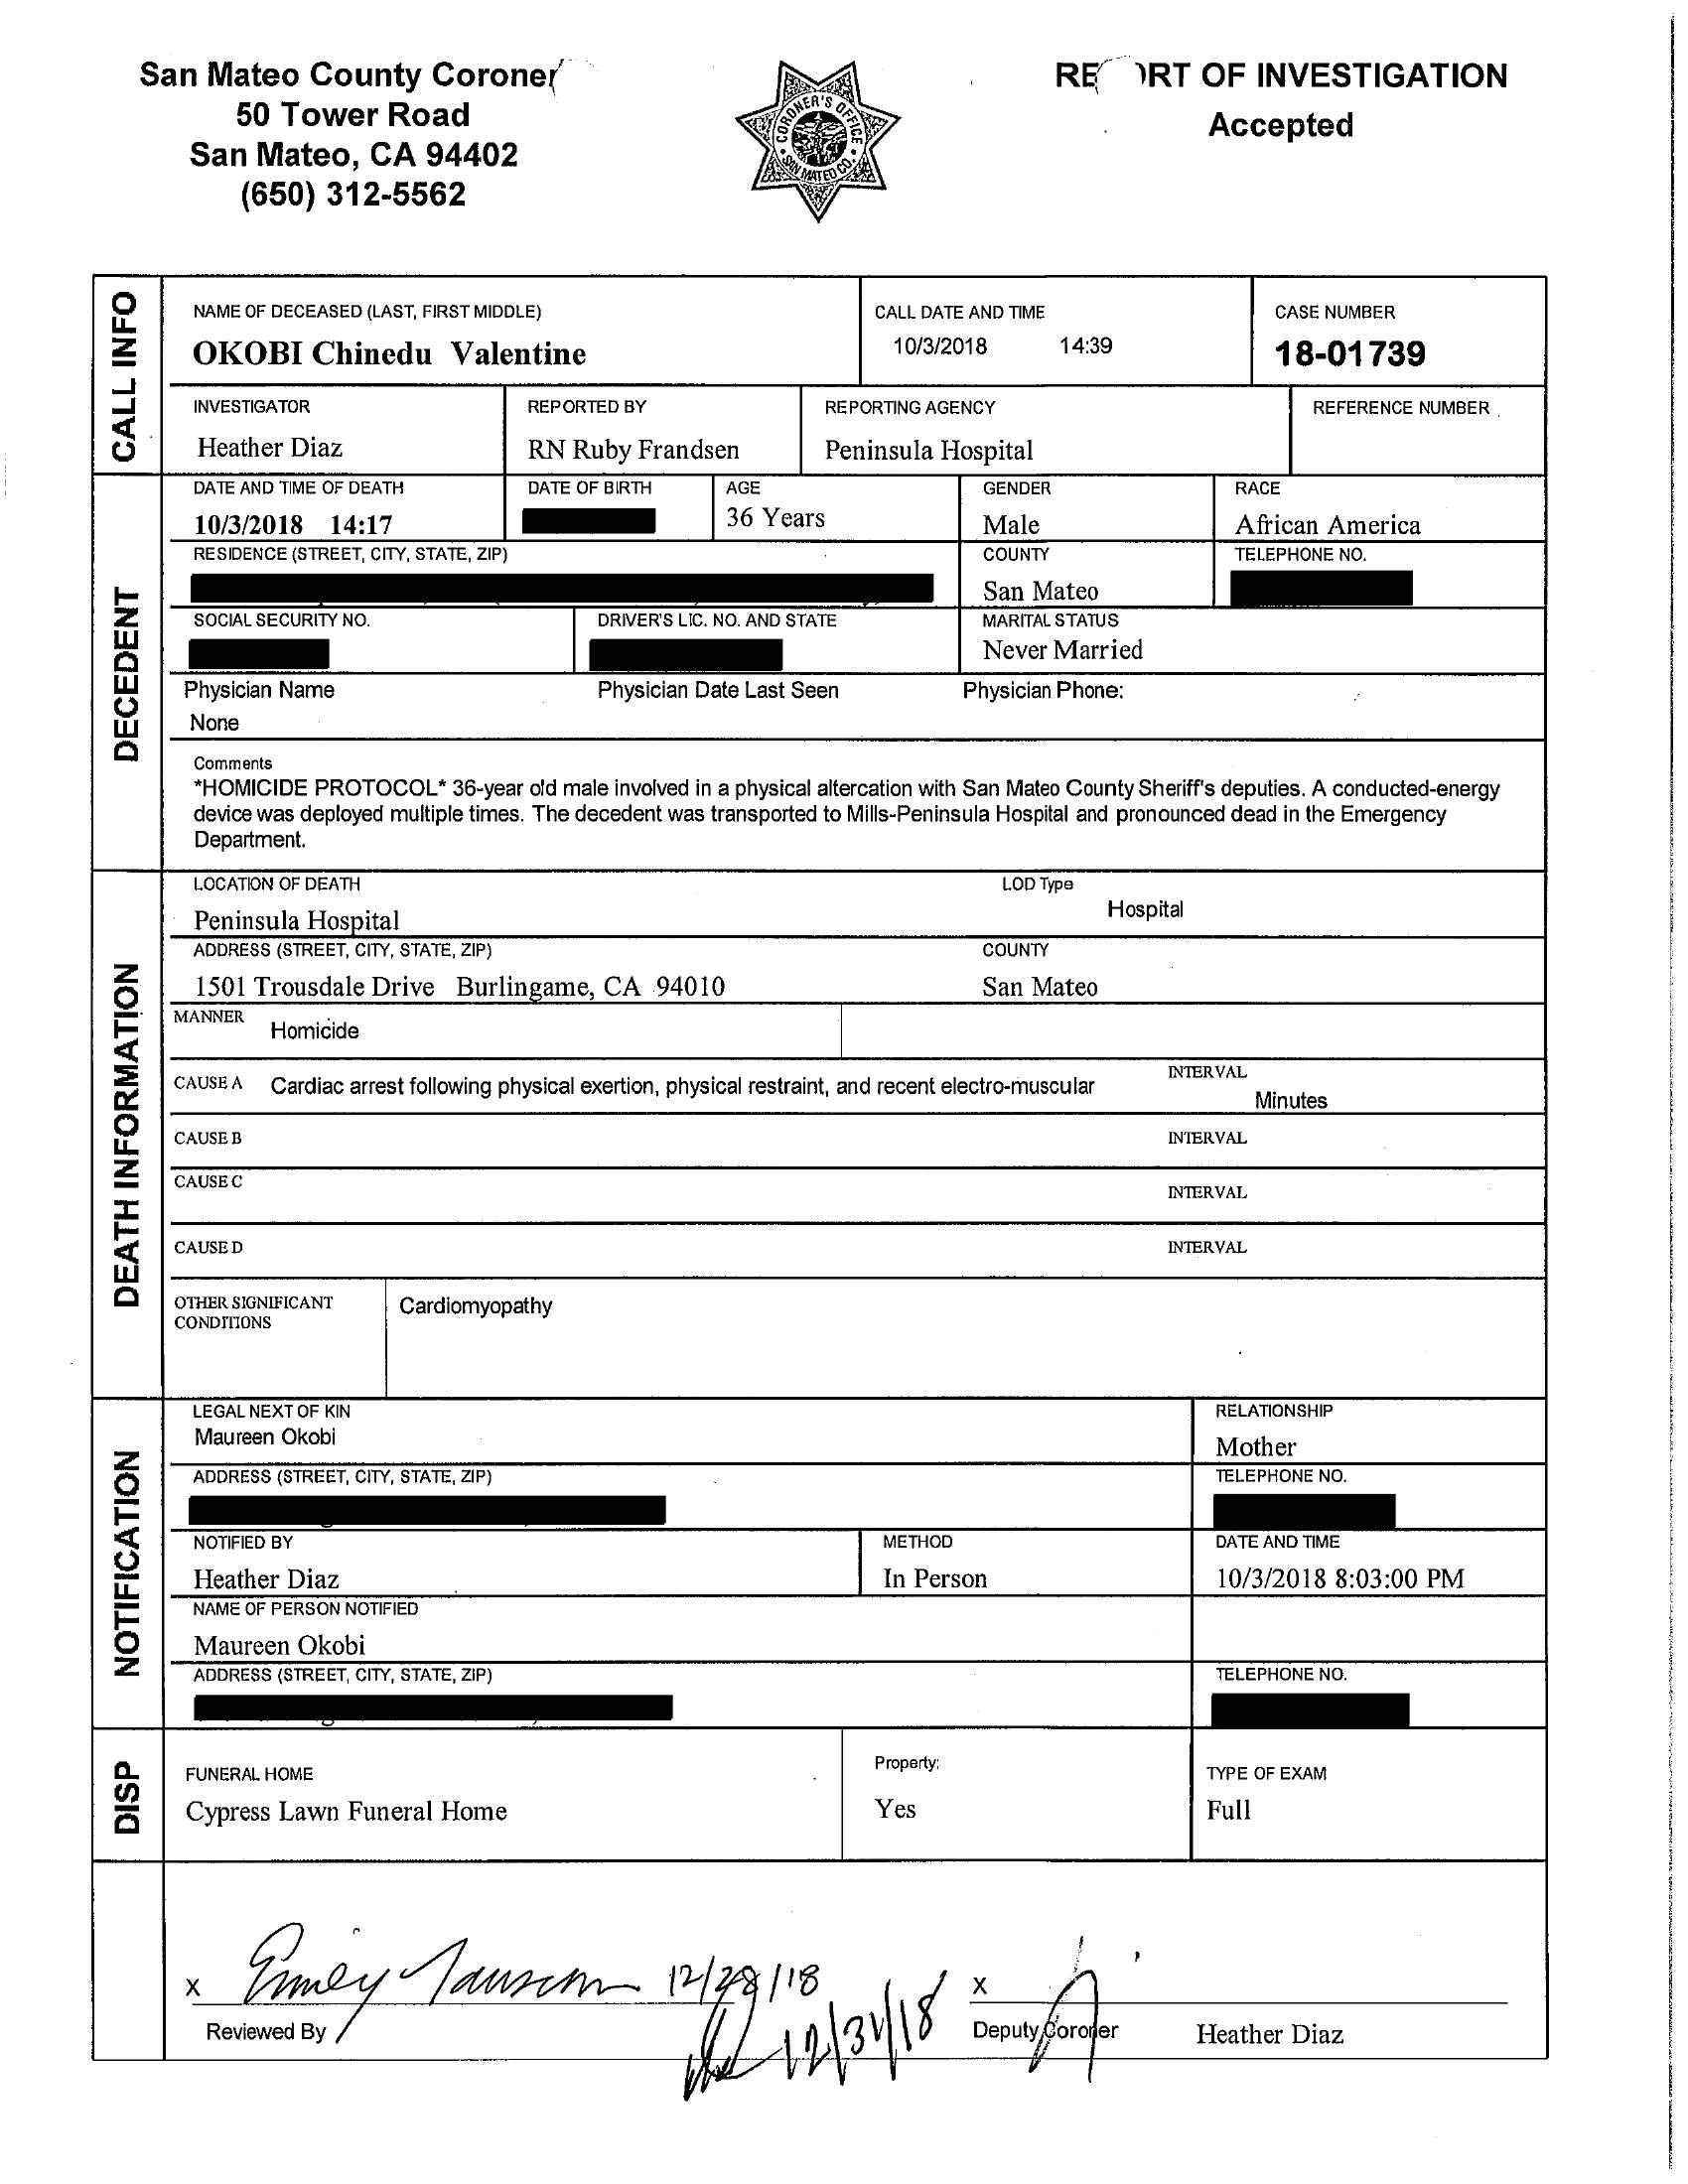 San Mateo County Coroner
50 Tower Road
San Mateo, CA 94402
(650) 312-5562
CORONER'S OFFICE
SAN MATEO CO.
RE ORT OF INVESTIGATION
Accepted
CALL INFO
NAME OF DECEASED (LAST, FIRST MIDDLE)
OKOBI Chinedu Valentine
CALL DATE AND TIME
10/3/2018 14:39
CASE NUMBER
18-01739
INVESTIGATOR
Heather Diaz
REPORTED BY
RN Ruby Frandsen
REPORTING AGENCY
Peninsula Hospital
REFERENCE NUMBER
DECEDENT
DATE AND TIME OF DEATH
10/3/2018 14:17
DATE OF BIRTH
AGE
36 Years
GENDER
Male
RACE
African America
RESIDENCE (STREET, CITY, STATE, ZIP)
COUNTY
San Mateo
TELEPHONE NO.
SOCIAL SECURITY NO.
DRIVER'S LIC. NO. AND STATE
MARITAL STATUS
Never Married
Physician Name
None
Physician Date Last Seen
Physician Phone:
Comments
*HOMICIDE PROTOCOL* 36-year old male involved in a physical altercation with San Mateo County Sheriff's deputies. A conducted-energy
device was deployed multiple times. The decedent was transported to Mills-Peninsula Hospital and pronounced dead in the Emergency
Department.
DEATH INFORMATION
LOCATION OF DEATH
Peninsula Hospital
LOD Type
Hospital
ADDRESS (STREET, CITY, STATE, ZIP)
1501 Trousdale Drive Burlingame, CA 94010
COUNTY
San Mateo
MANNER
Homicide
CAUSE A Cardiac arrest following physical exertion, physical restraint, and recent electro-muscular
INTERVAL
Minutes
CAUSE B
INTERVAL
CAUSE C
INTERVAL
CAUSE D
INTERVAL
OTHER SIGNIFICANT
CONDITIONS
Cardiomyopathy
NOTIFICATION
LEGAL NEXT OF KIN
Maureen Okobi
RELATIONSHIP
Mother
ADDRESS (STREET, CITY, STATE, ZIP)
TELEPHONE NO.
NOTIFIED BY
Heather Diaz
METHOD
In Person
DATE AND TIME
10/3/2018 8:03:00 PM
NAME OF PERSON NOTIFIED
Maureen Okobi
ADDRESS (STREET, CITY, STATE, ZIP)
TELEPHONE NO.
DISP
FUNERAL HOME
Cypress Lawn Funeral Home
Property:
Yes
TYPE OF EXAM
Full
X 12/28/18
Reviewed By
12/31/18
X
Deputy Coroner
Heather Diaz